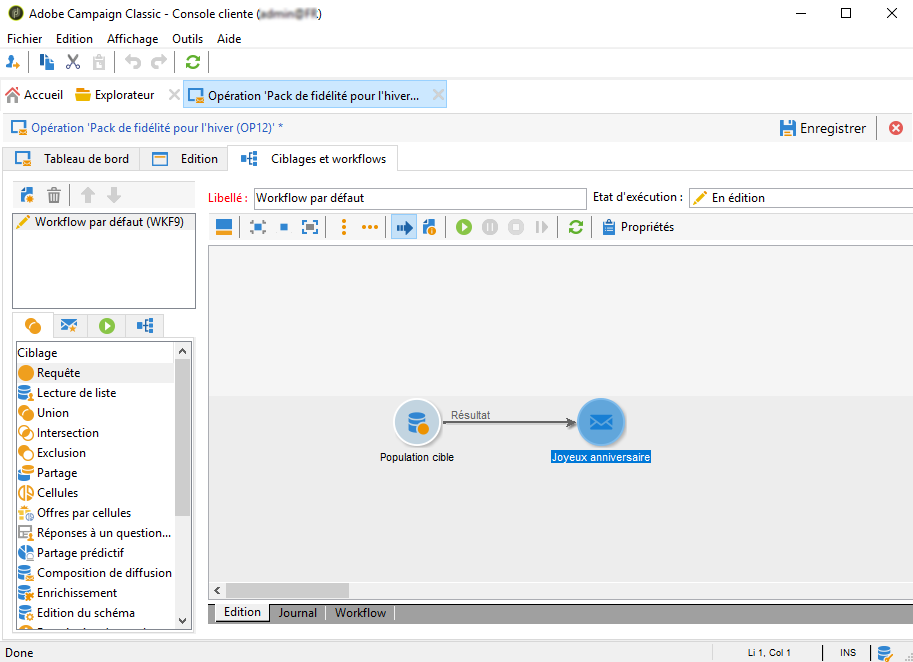 Adobe Campaign Classic - Console cliente (
Fichier Edition Affichage Outils Aide
Accueil Explorateur Opération 'Pack de fidélité pour l'hiver...
Opération 'Pack de fidélité pour l'hiver (OP12)' * Enregistrer
Tableau de bord Edition Ciblages et workflows
Libellé : Workflow par défaut Etat d'exécution : En édition
Workflow par défaut (WKF9)
Propriétés
Ciblage
Requête
Lecture de liste
Union
Intersection
Exclusion
Partage
Cellules
Offres par cellules
Réponses à un question...
Partage prédictif
Composition de diffusion
Enrichissement
Edition du schéma
Résultat
Population cible
Joyeux anniversaire
Edition Journal Workflow
Done Li 1, Col 1 INS